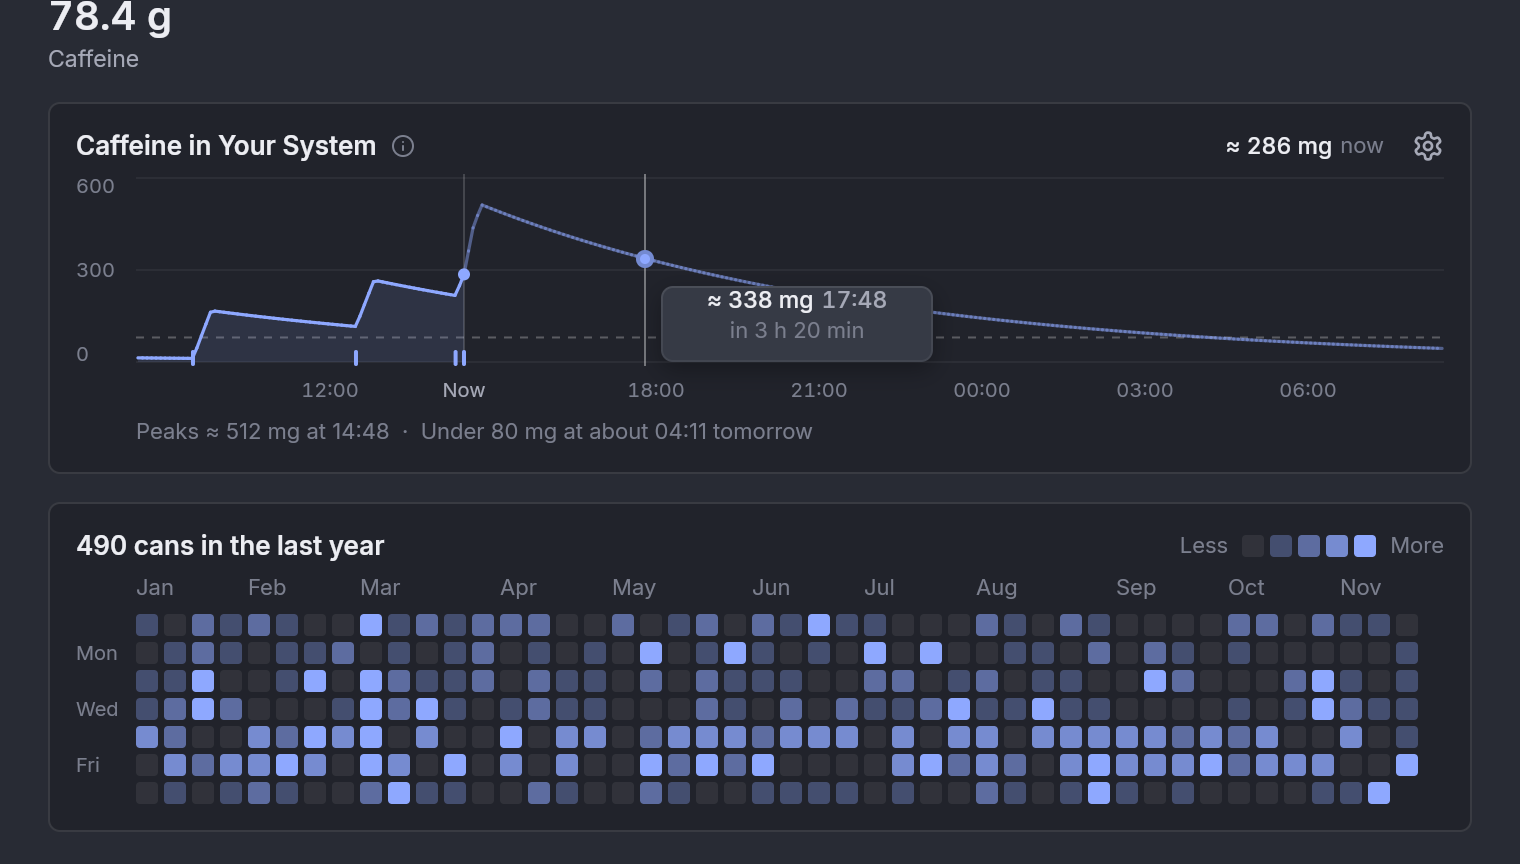 78.4 g
Caffeine
Caffeine in Your System
≈ 286 mg now
600
300
0
≈ 338 mg 17:48
in 3 h 20 min
12:00 Now 18:00 21:00 00:00 03:00 06:00
Peaks ≈ 512 mg at 14:48 · Under 80 mg at about 04:11 tomorrow
490 cans in the last year
Less More
Jan Feb Mar Apr May Jun Jul Aug Sep Oct Nov
Mon
Wed
Fri